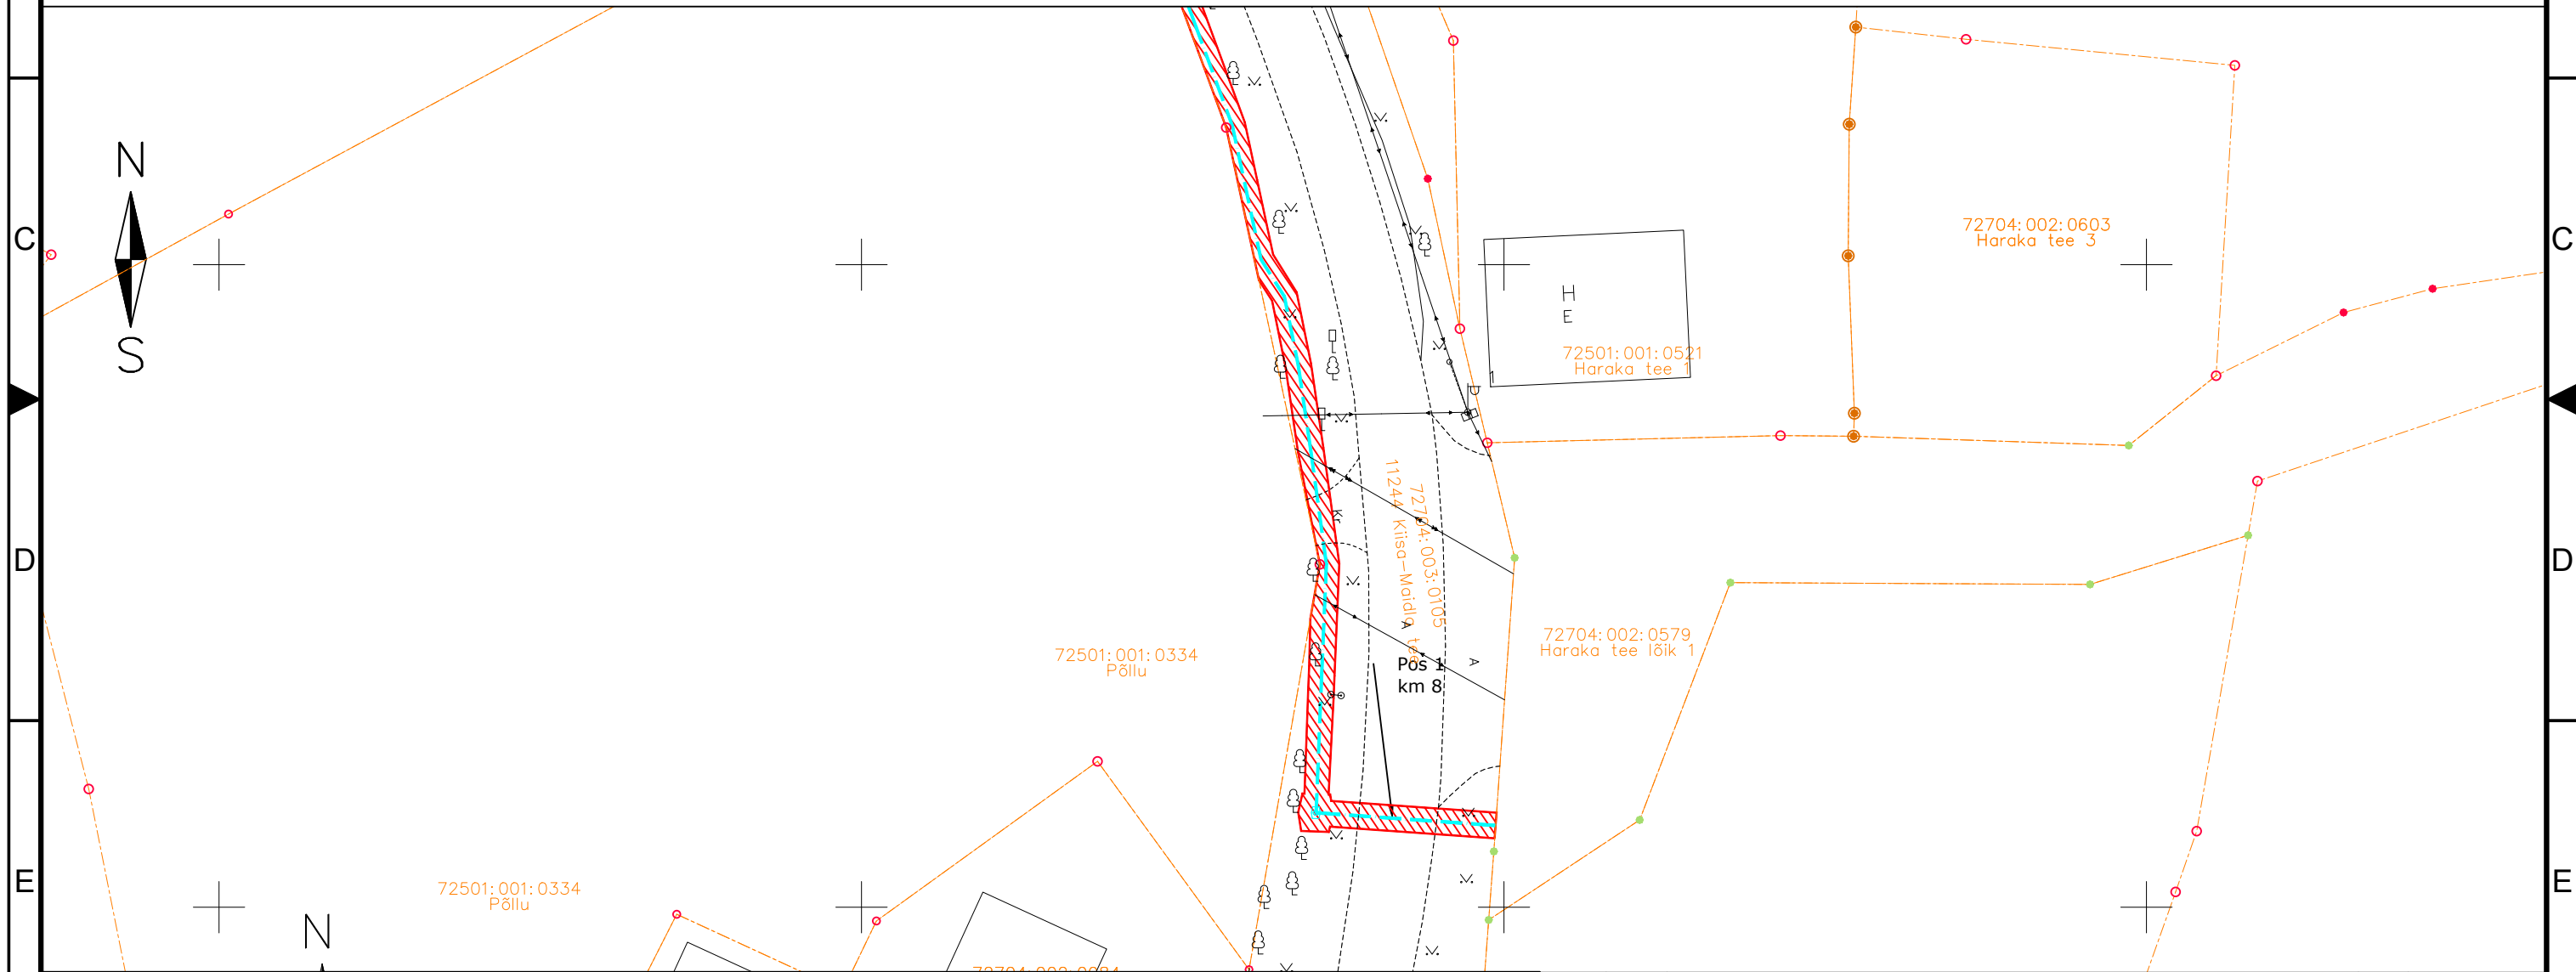 N
S
C
C
72704:002:0603
Haraka tee 3
H
E
72501:001:0521
Haraka tee 1
1
U
Kr
72704:003:0105
11244 Kiisa-Maidla tee
D
D
A
A
72501:001:0334
Põllu
72704:002:0579
Haraka tee lõik 1
Pos 1
km 8
E
E
72501:001:0334
Põllu
N